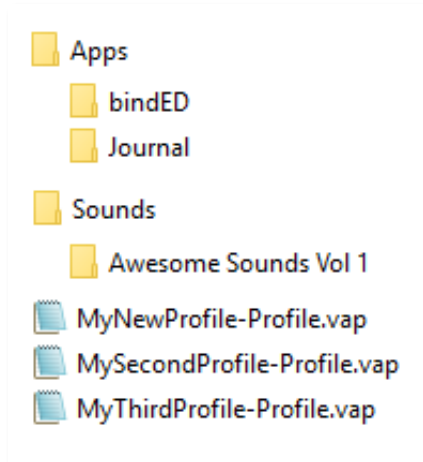 Apps
bindED
Journal
Sounds
Awesome Sounds Vol 1
MyNewProfile-Profile.vap
MySecondProfile-Profile.vap
MyThirdProfile-Profile.vap